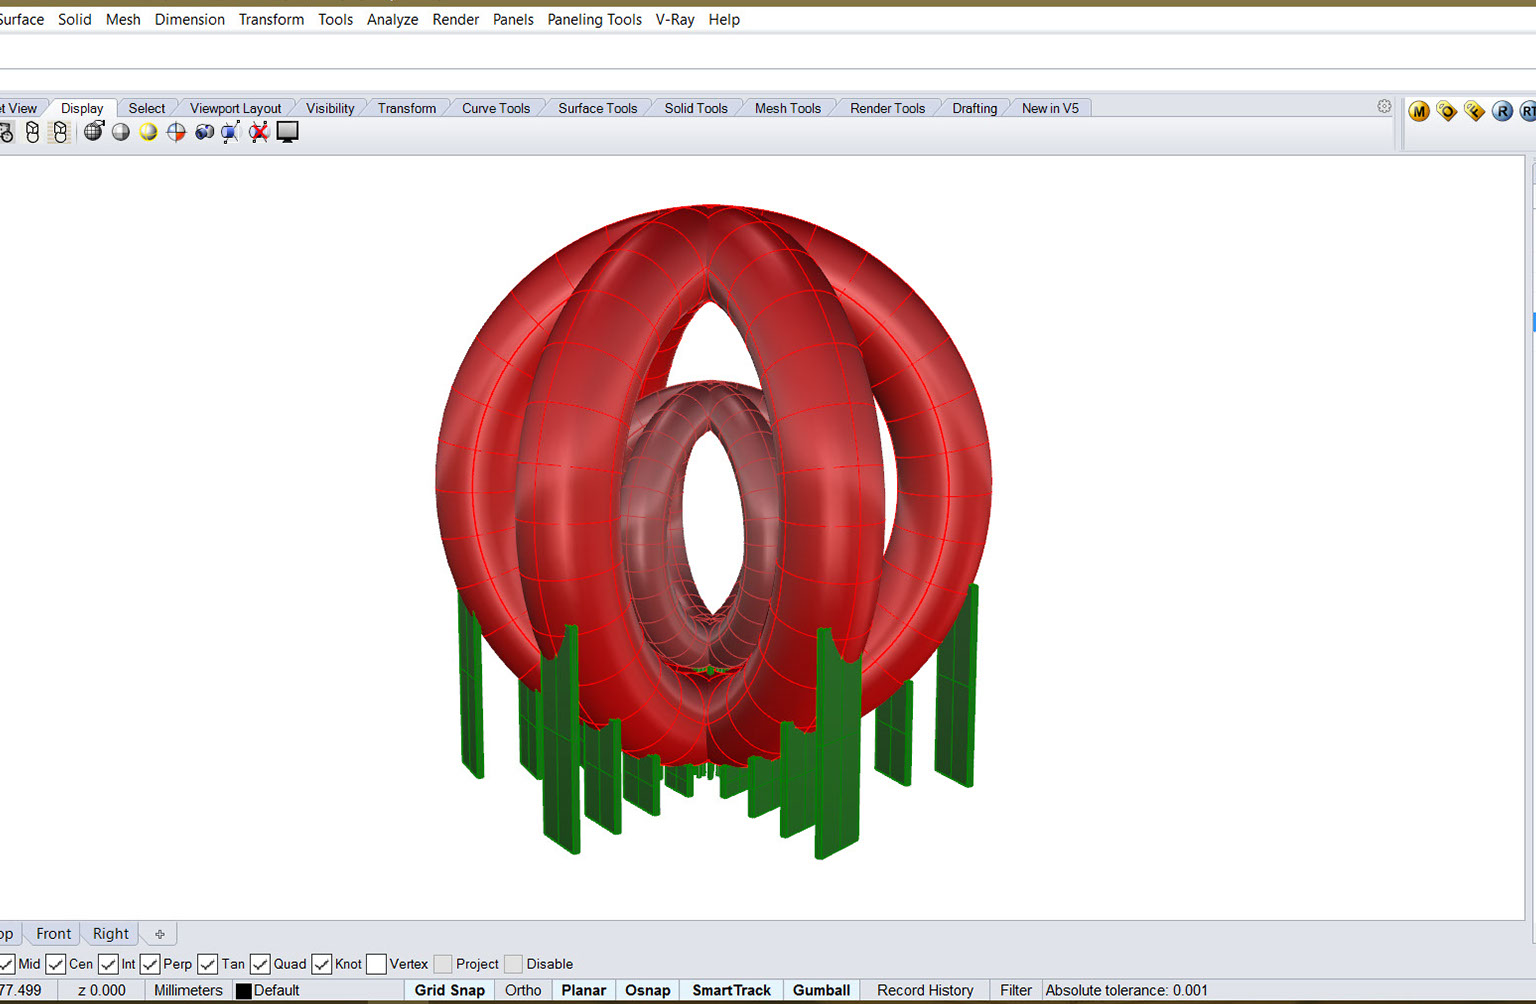 Surface Solid Mesh Dimension Transform Tools Analyze Render Panels Paneling Tools V-Ray Help
et View Display Select Viewport Layout Visibility Transform Curve Tools Surface Tools Solid Tools Mesh Tools Render Tools Drafting New in V5
M O F R RT
op Front Right
Mid Cen Int Perp Tan Quad Knot Vertex Project Disable
77.499 z 0.000 Millimeters Default Grid Snap Ortho Planar Osnap SmartTrack Gumball Record History Filter Absolute tolerance: 0.001